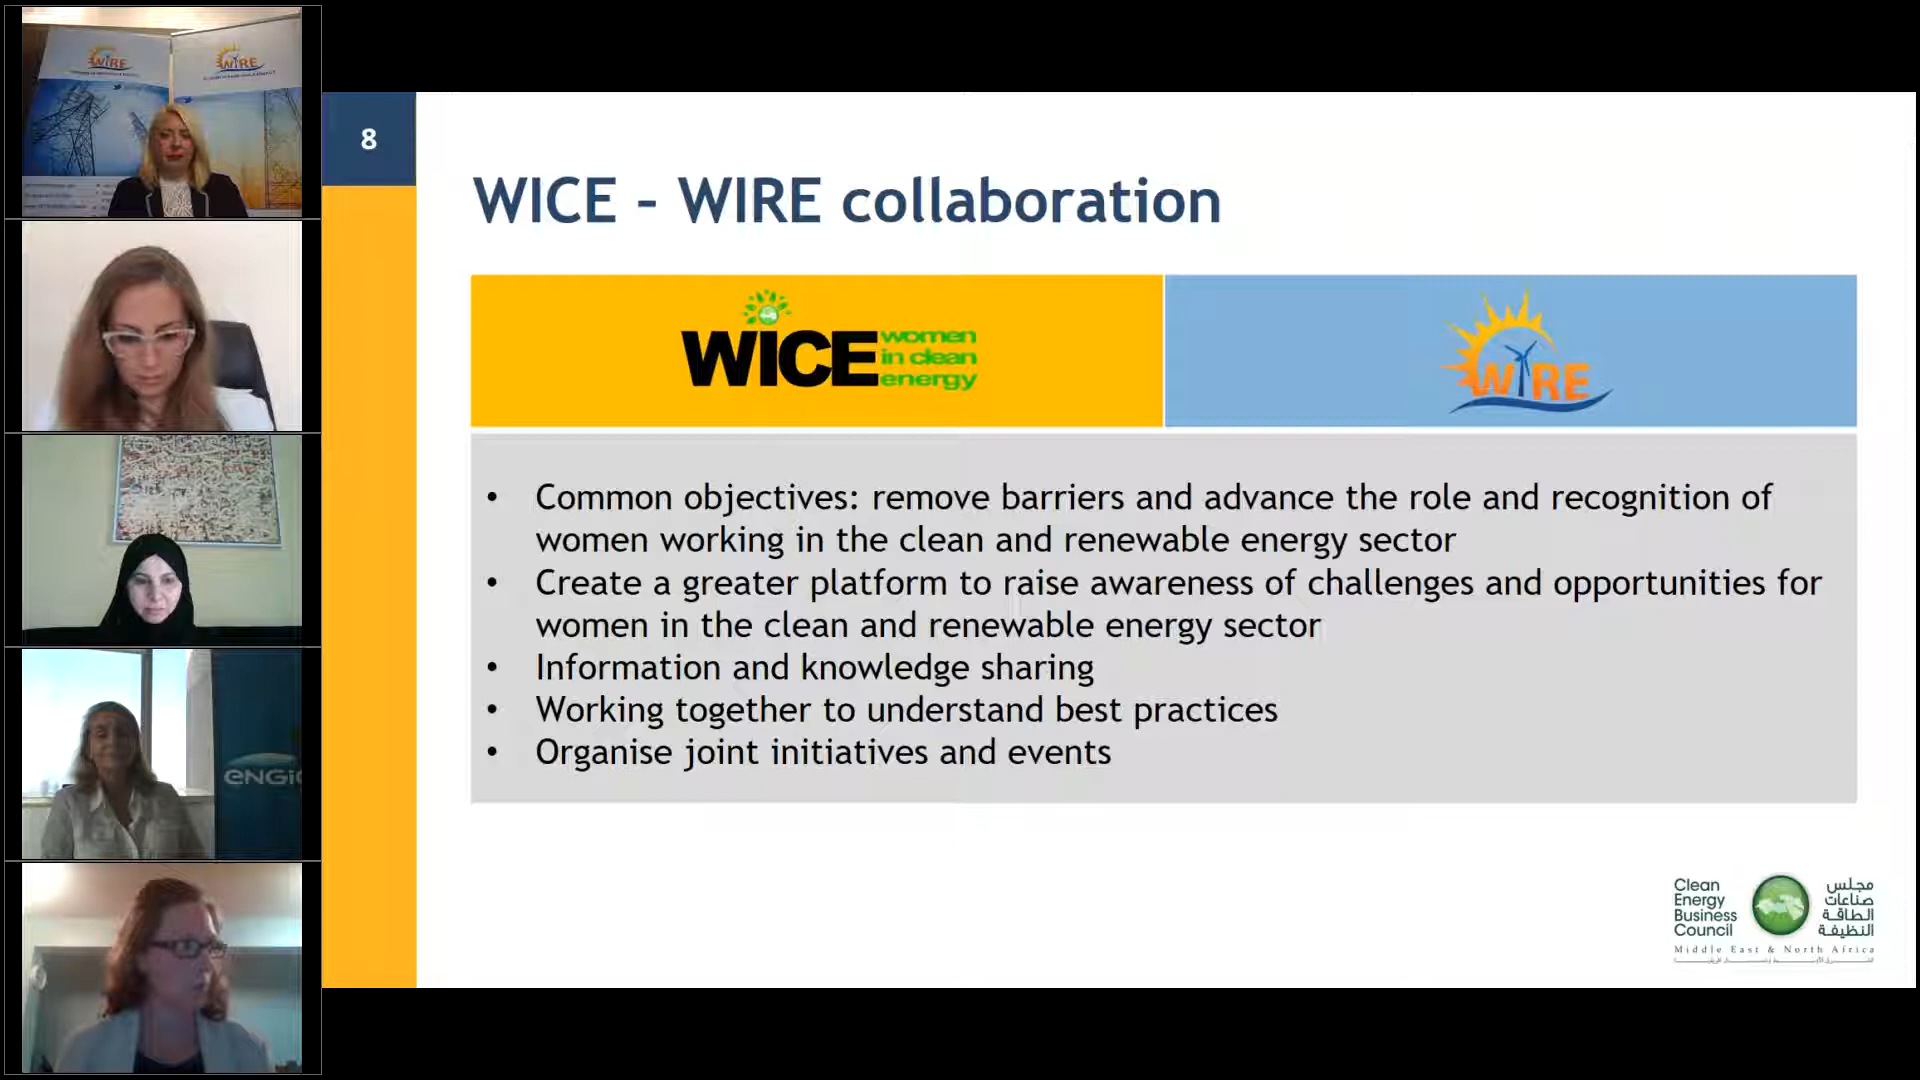 WIRE
WIRE
8
WICE – WIRE collaboration
WICE
women
in clean
energy
WIRE
• Common objectives: remove barriers and advance the role and recognition of
women working in the clean and renewable energy sector
• Create a greater platform to raise awareness of challenges and opportunities for
women in the clean and renewable energy sector
• Information and knowledge sharing
• Working together to understand best practices
• Organise joint initiatives and events
ENGIE
Clean
Energy
Business
Council
مجلس
صناعات
الطاقة
النظيفة
Middle East & North Africa